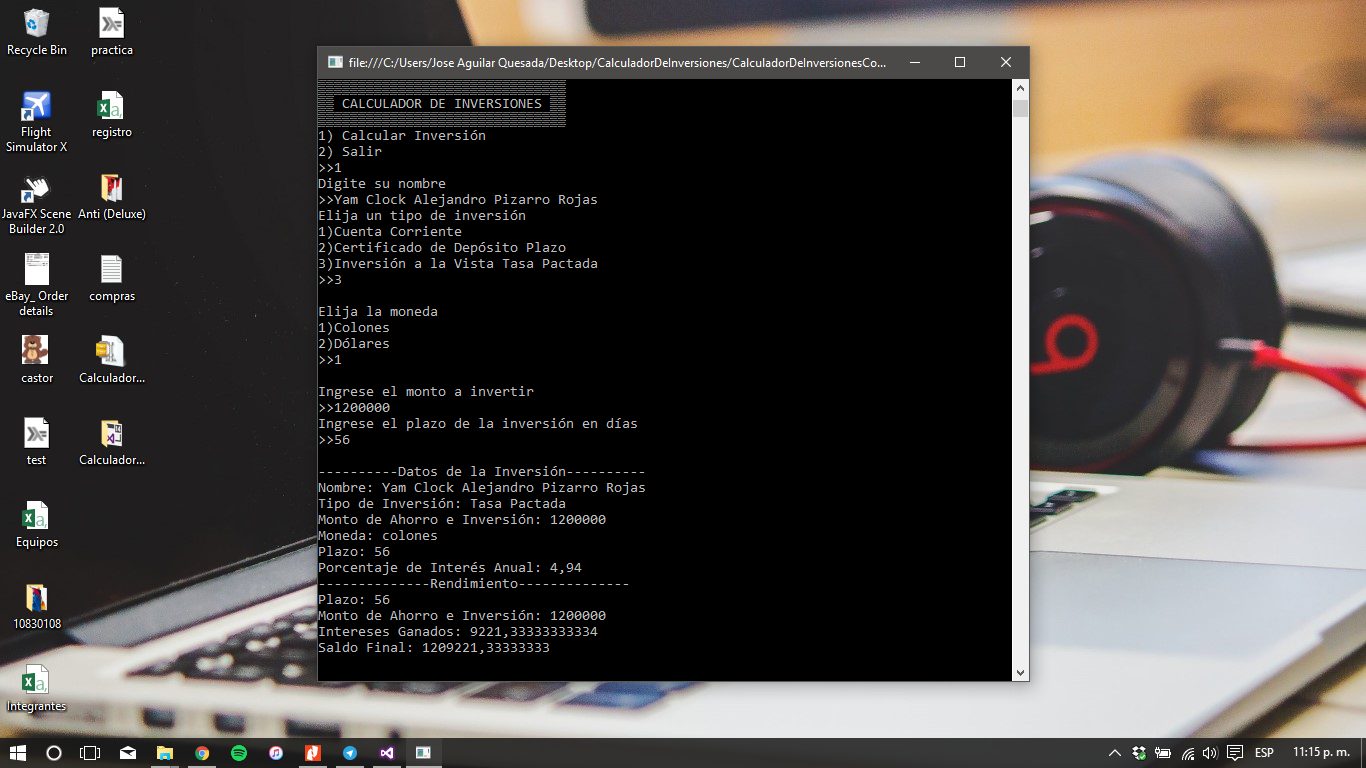 Recycle Bin
practica
Flight
Simulator X
registro
JavaFX Scene
Builder 2.0
Anti (Deluxe)
eBay_ Order
details
compras
castor
Calculador...
test
Calculador...
Equipos
10830108
Integrantes
file:///C:/Users/Jose Aguilar Quesada/Desktop/CalculadorDeInversiones/CalculadorDeInversionesCo...
CALCULADOR DE INVERSIONES
1) Calcular Inversión
2) Salir
>>1
Digite su nombre
>>Yam Clock Alejandro Pizarro Rojas
Elija un tipo de inversión
1)Cuenta Corriente
2)Certificado de Depósito Plazo
3)Inversión a la Vista Tasa Pactada
>>3
Elija la moneda
1)Colones
2)Dólares
>>1
Ingrese el monto a invertir
>>1200000
Ingrese el plazo de la inversión en días
>>56
----------Datos de la Inversión----------
Nombre: Yam Clock Alejandro Pizarro Rojas
Tipo de Inversión: Tasa Pactada
Monto de Ahorro e Inversión: 1200000
Moneda: colones
Plazo: 56
Porcentaje de Interés Anual: 4,94
--------------Rendimiento--------------
Plazo: 56
Monto de Ahorro e Inversión: 1200000
Intereses Ganados: 9221,33333333334
Saldo Final: 1209221,33333333
ESP
11:15 p. m.